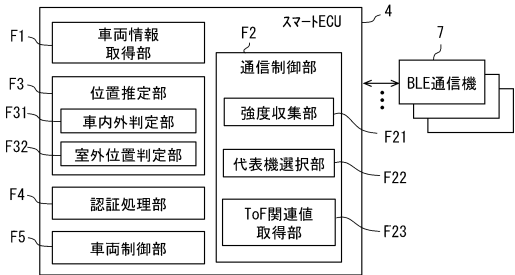 スマートECU
4
F1
車両情報
取得部
F2
通信制御部
7
BLE通信機
F3
位置推定部
F31
車内外判定部
F32
室外位置判定部
強度収集部
F21
代表機選択部
F22
F4
認証処理部
ToF関連値
取得部
F23
F5
車両制御部